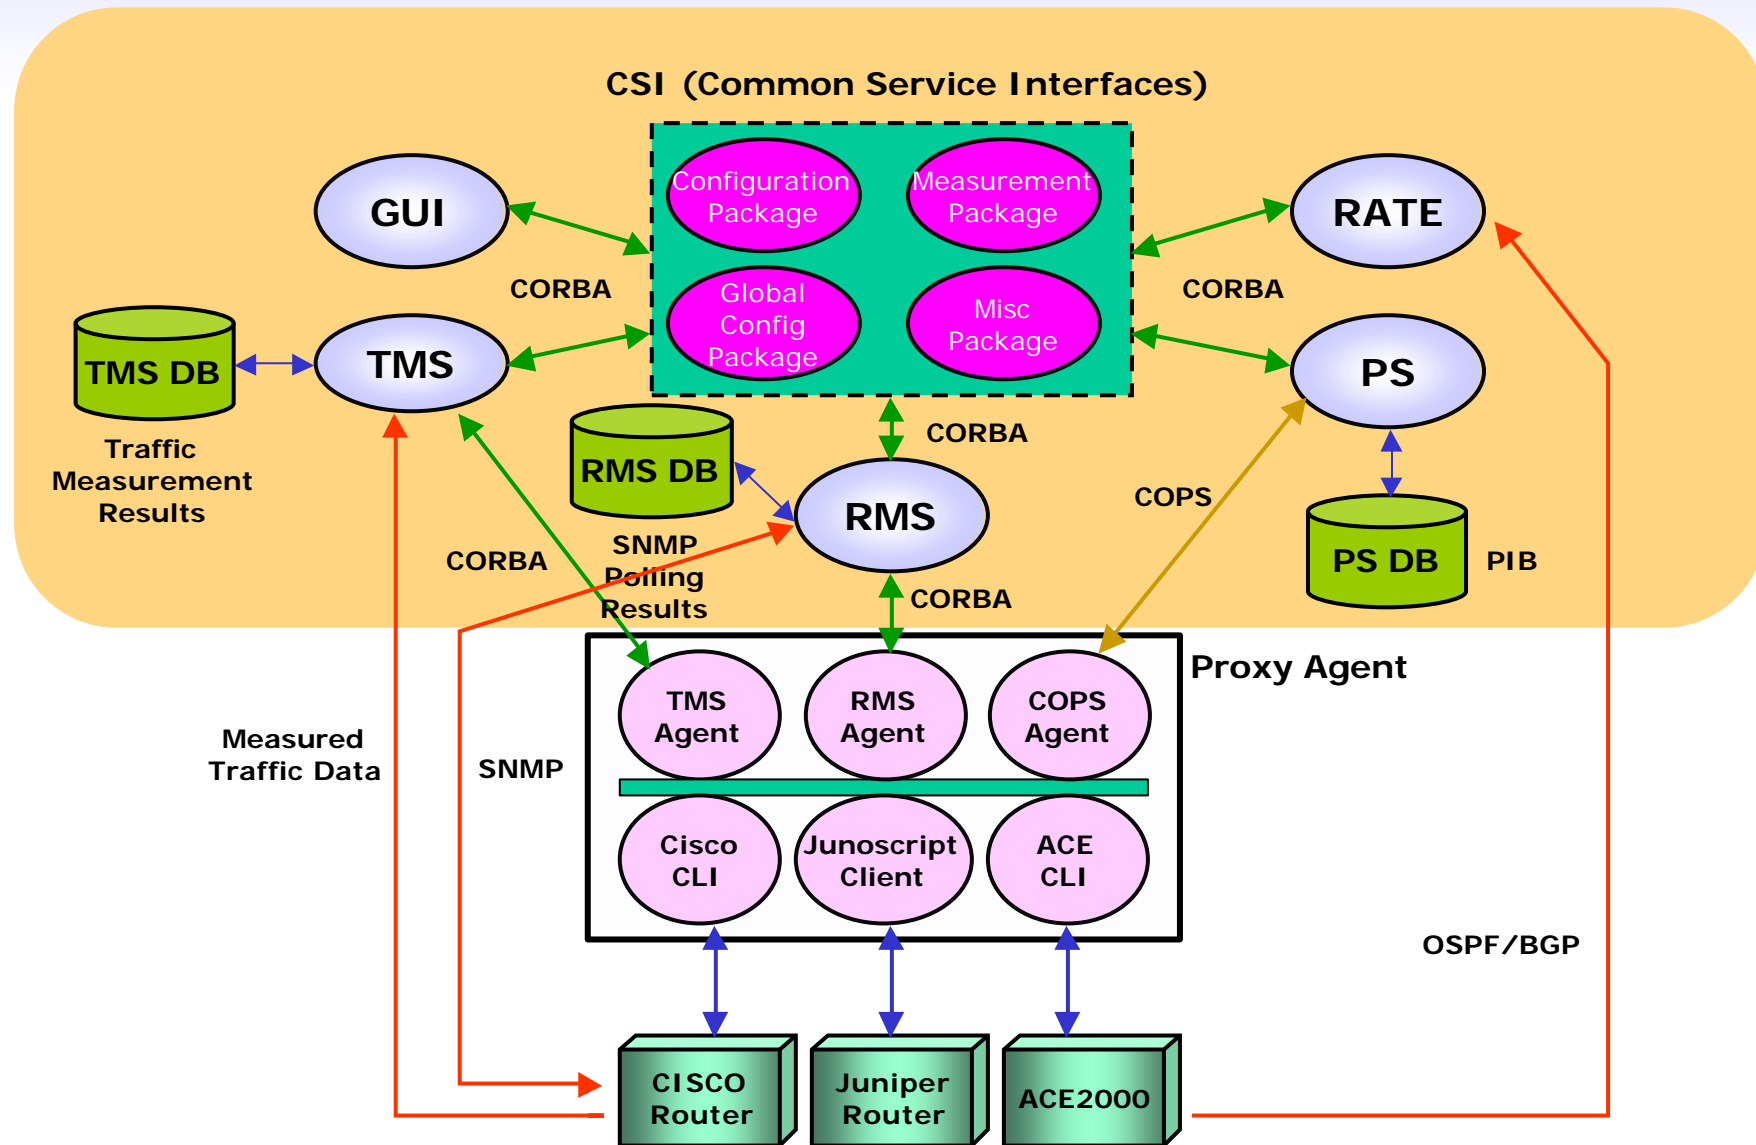 CSI (Common Service Interfaces)
Configuration
Package
Measurement
Package
GUI
RATE
CORBA
Global
Config
Package
Misc
Package
CORBA
TMS DB
TMS
PS
Traffic
Measurement
Results
RMS DB
CORBA
RMS
COPS
SNMP
Polling
Results
CORBA
CORBA
PS DB
PIB
Proxy Agent
TMS
Agent
RMS
Agent
COPS
Agent
Measured
Traffic Data
SNMP
Cisco
CLI
Junoscript
Client
ACE
CLI
OSPF/BGP
CISCO
Router
Juniper
Router
ACE2000